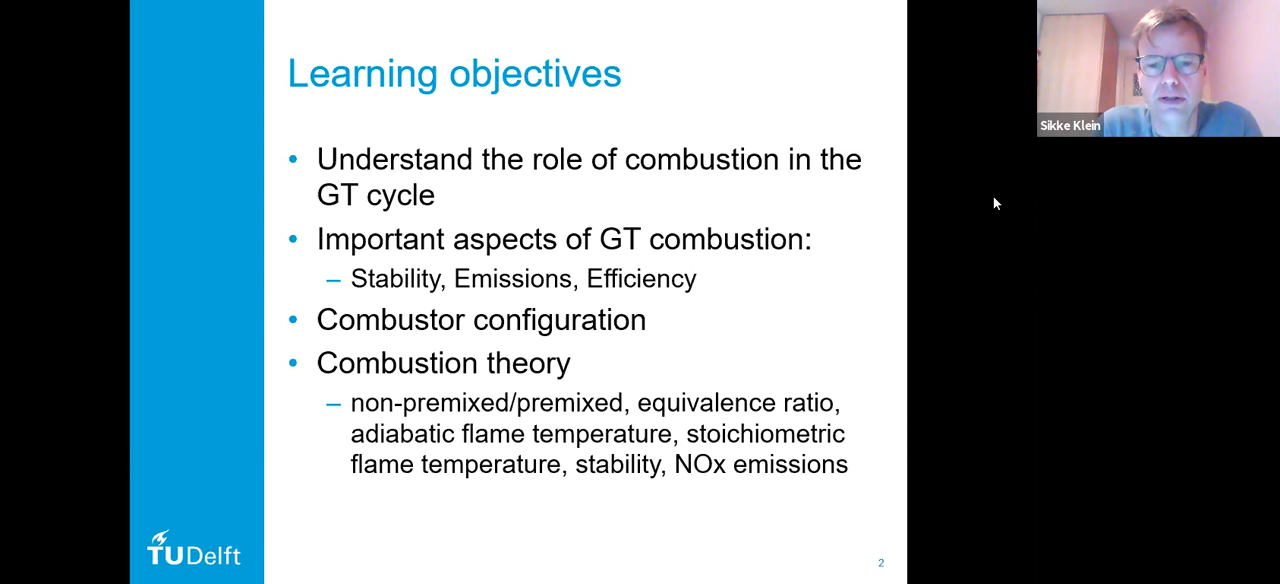 Learning objectives
• Understand the role of combustion in the
GT cycle
• Important aspects of GT combustion:
– Stability, Emissions, Efficiency
• Combustor configuration
• Combustion theory
– non-premixed/premixed, equivalence ratio,
adiabatic flame temperature, stoichiometric
flame temperature, stability, NOx emissions
TUDelft
2
Sikke Klein